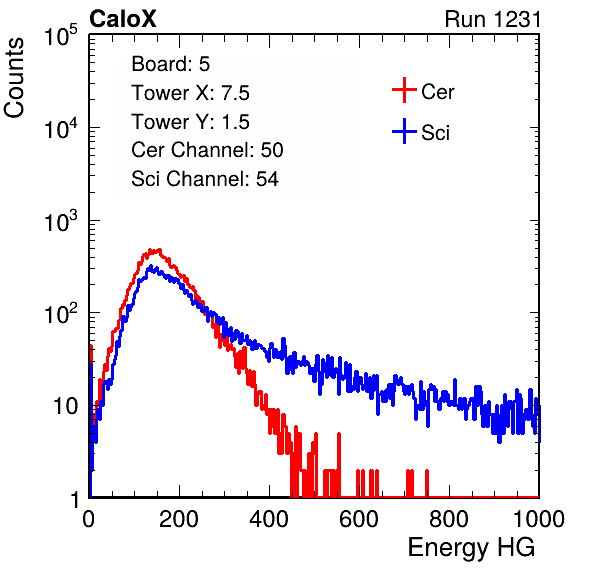 CaloX Run 1231
Counts
10^5
10^4
10^3
10^2
10
1
Board: 5
Tower X: 7.5
Tower Y: 1.5
Cer Channel: 50
Sci Channel: 54
Cer
Sci
0 200 400 600 800 1000
Energy HG